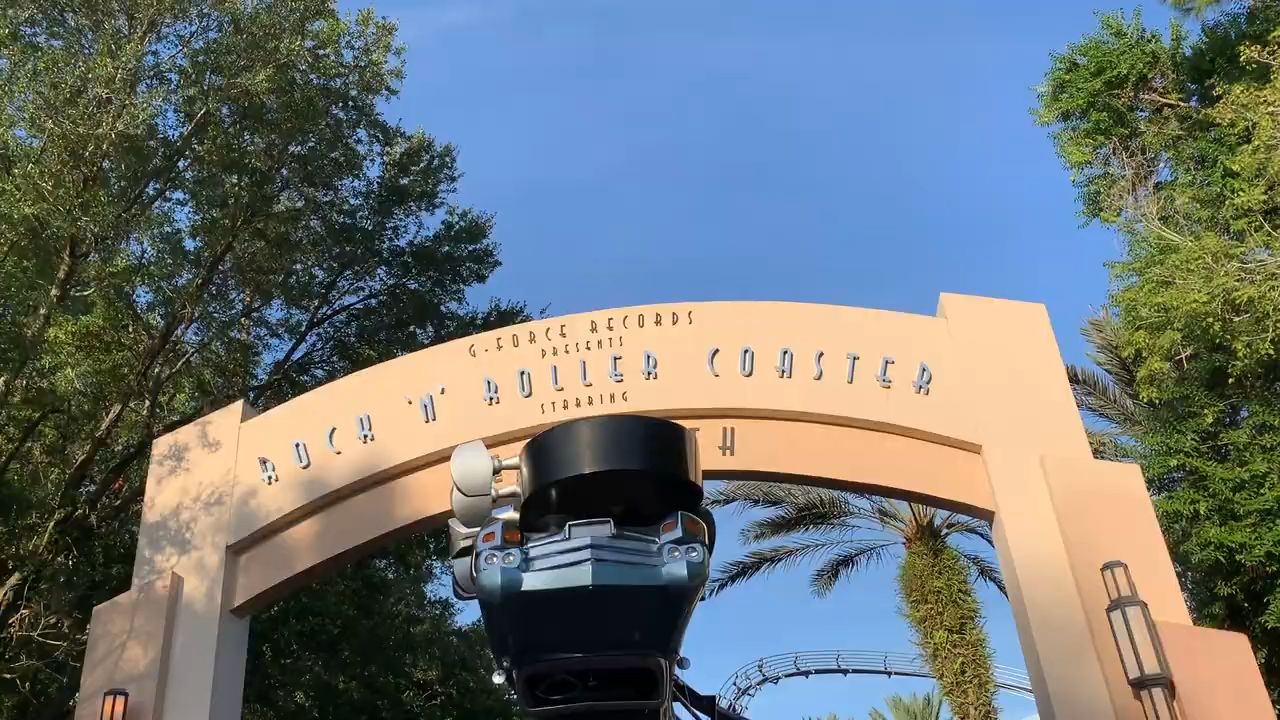 G-FORCE RECORDS
PRESENTS
ROCK 'N' ROLLER COASTER
STARRING